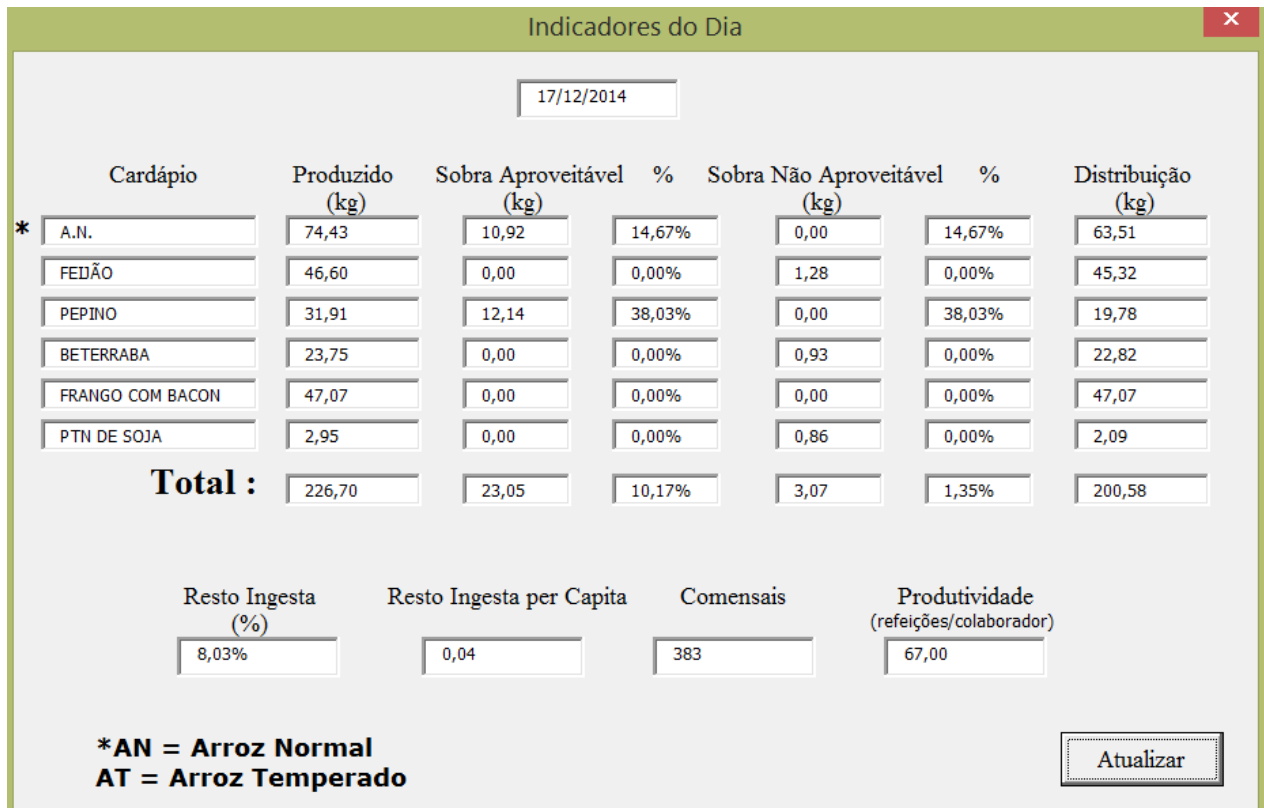 Indicadores do Dia
×
17/12/2014
Cardápio Produzido (kg) Sobra Aproveitável (kg) % Sobra Não Aproveitável (kg) % Distribuição (kg)
* A.N. 74,43 10,92 14,67% 0,00 14,67% 63,51
FEIJÃO 46,60 0,00 0,00% 1,28 0,00% 45,32
PEPINO 31,91 12,14 38,03% 0,00 38,03% 19,78
BETERRABA 23,75 0,00 0,00% 0,93 0,00% 22,82
FRANGO COM BACON 47,07 0,00 0,00% 0,00 0,00% 47,07
PTN DE SOJA 2,95 0,00 0,00% 0,86 0,00% 2,09
Total : 226,70 23,05 10,17% 3,07 1,35% 200,58
Resto Ingesta (%) Resto Ingesta per Capita Comensais Produtividade (refeições/colaborador)
8,03% 0,04 383 67,00
*AN = Arroz Normal
AT = Arroz Temperado
Atualizar